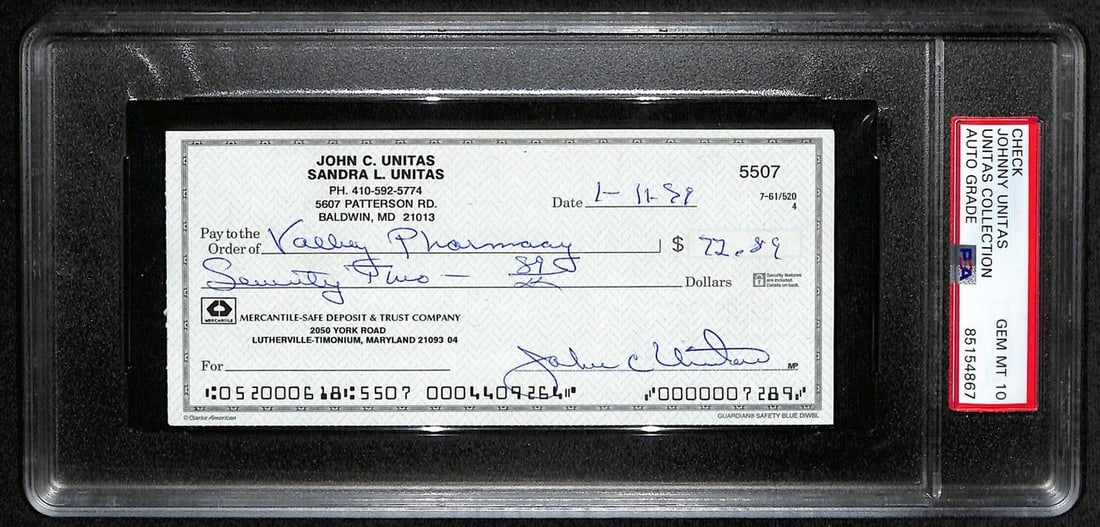 JOHN C. UNITAS
SANDRA L. UNITAS
PH. 410-592-5774
5607 PATTERSON RD.
BALDWIN, MD 21013
5507
7-61/520
4
Date
Pay to the
Order of Valley Pharmacy $ 72.89
Seventy Two — 89/xx Dollars
Security features
are included.
Details on back.
MERCANTILE
MERCANTILE-SAFE DEPOSIT & TRUST COMPANY
2050 YORK ROAD
LUTHERVILLE-TIMONIUM, MARYLAND 21093 04
For John C Unitas MP
⑆052000618⑆5507 0004409264⑈ ⑈0000007289⑈
© Clarke American GUARDIAN® SAFETY BLUE DIWBL
CHECK
JOHNNY UNITAS
UNITAS COLLECTION
AUTO GRADE GEM MT 10
PSA 85154867